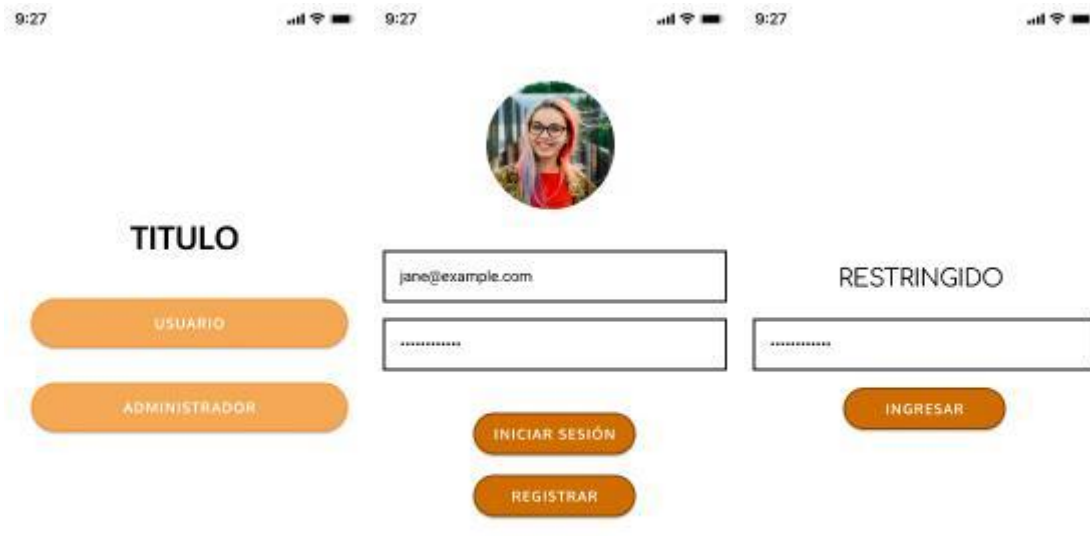 9:27
TITULO
USUARIO
ADMINISTRADOR
9:27
jane@example.com
INICIAR SESIÓN
REGISTRAR
9:27
RESTRINGIDO
INGRESAR